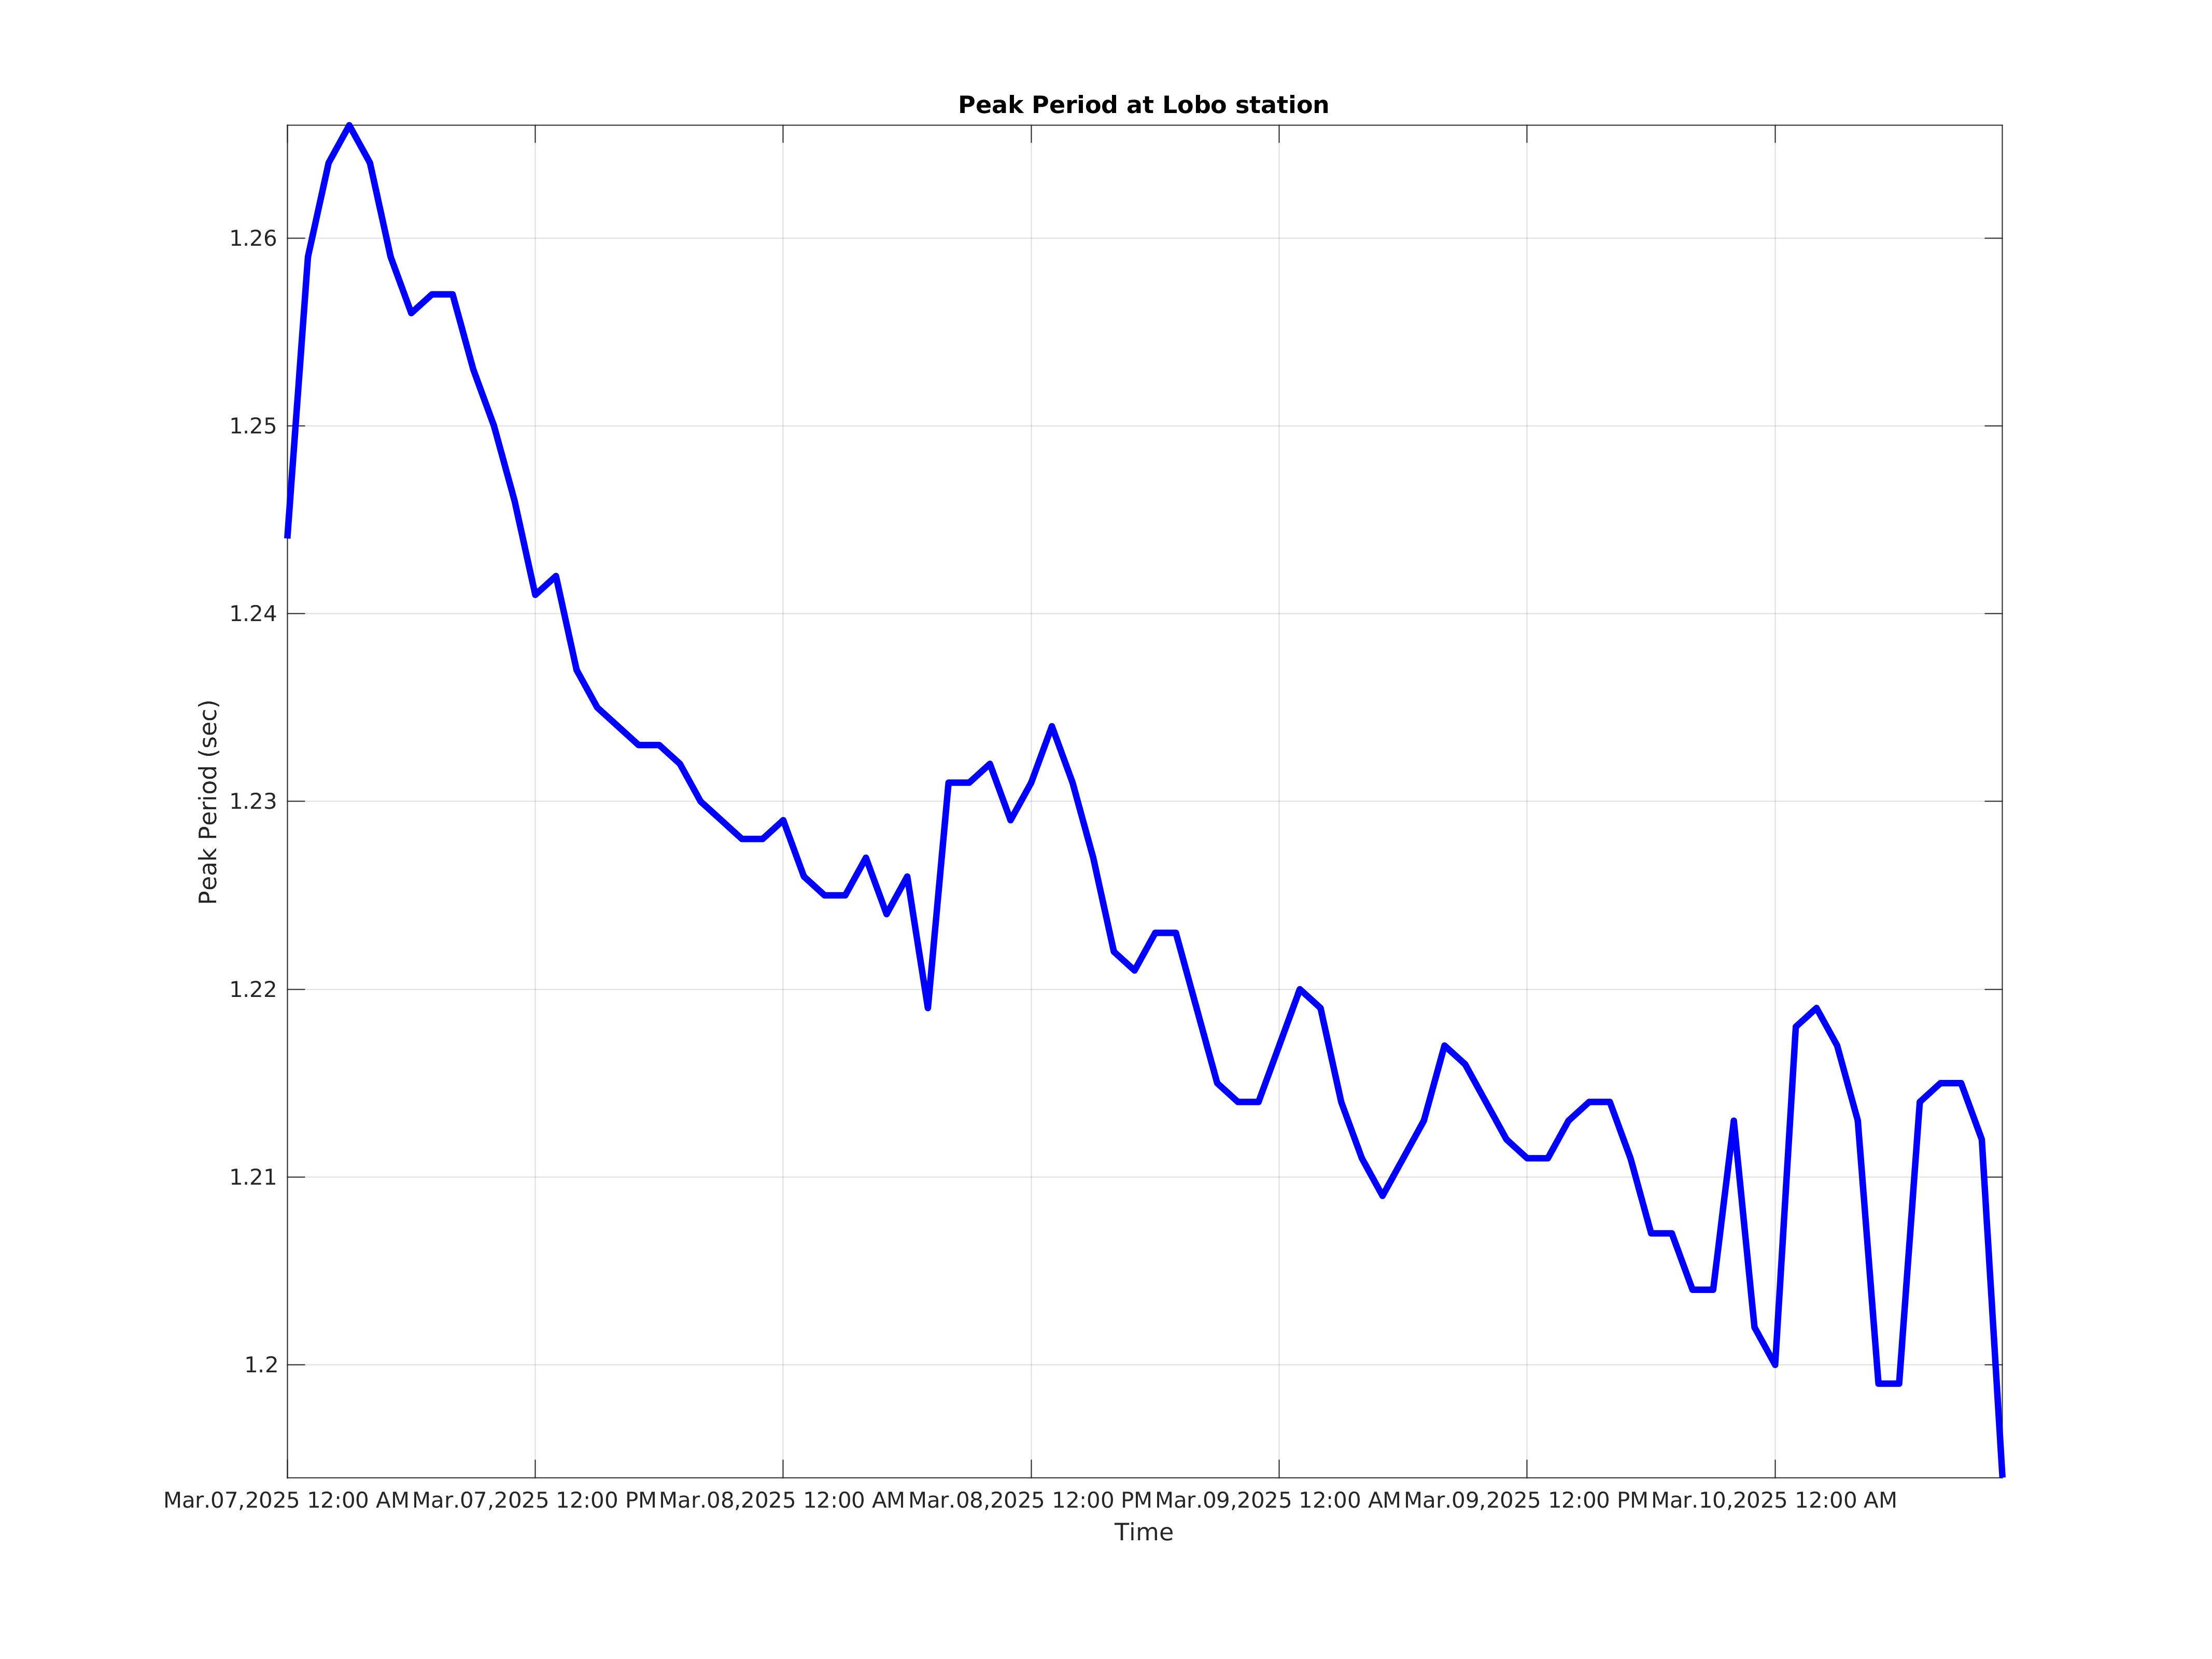 Peak Period at Lobo station
1.26
1.25
1.24
1.23
1.22
1.21
1.2
Peak Period (sec)
Mar.07,2025 12:00 AM Mar.07,2025 12:00 PM Mar.08,2025 12:00 AM Mar.08,2025 12:00 PM Mar.09,2025 12:00 AM Mar.09,2025 12:00 PM Mar.10,2025 12:00 AM
Time